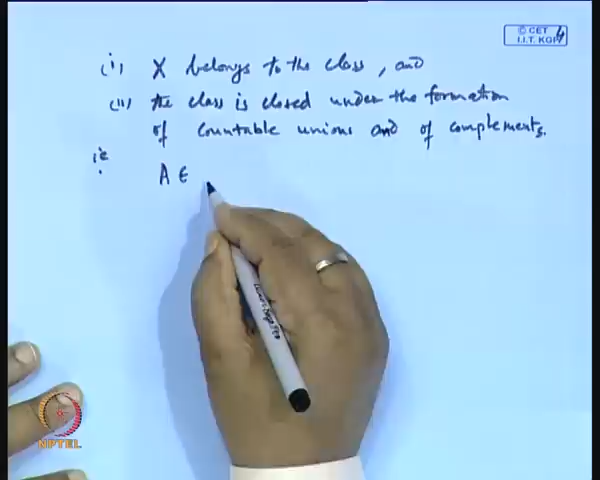 © CET
I.I.T. KGP
(i) X belongs to the class, and
(ii) the class is closed under the formation
of countable unions and of complements.
i.e.
A ∈
NPTEL